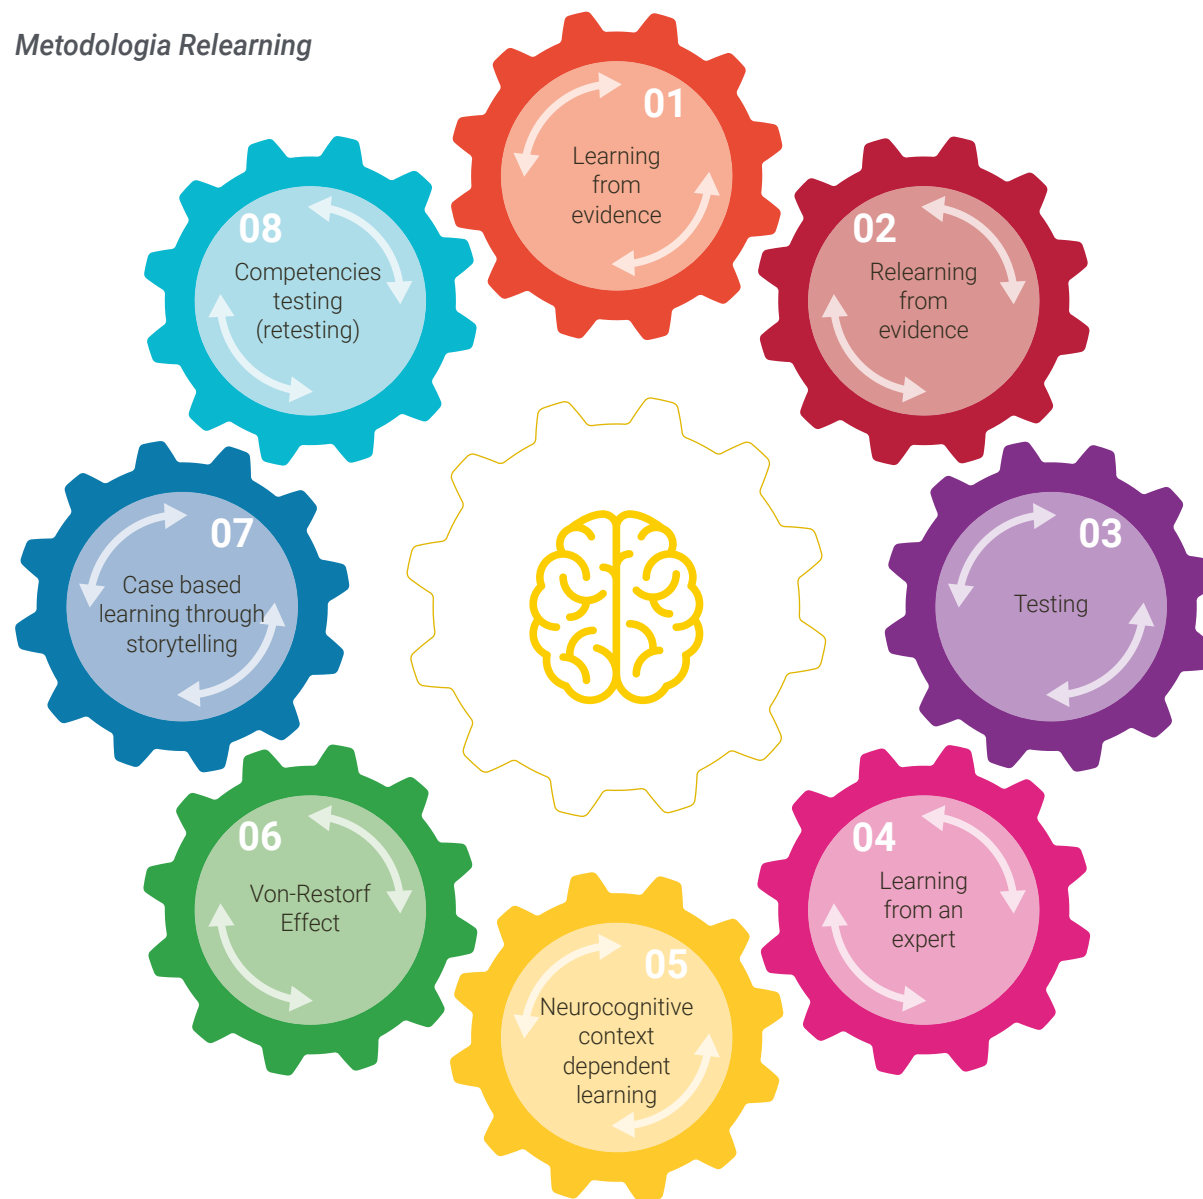 Metodologia Relearning
01
Learning
from
evidence
02
Relearning
from
evidence
03
Testing
04
Learning
from an
expert
05
Neurocognitive
context
dependent
learning
06
Von-Restorf
Effect
07
Case based
learning through
storytelling
08
Competencies
testing
(retesting)